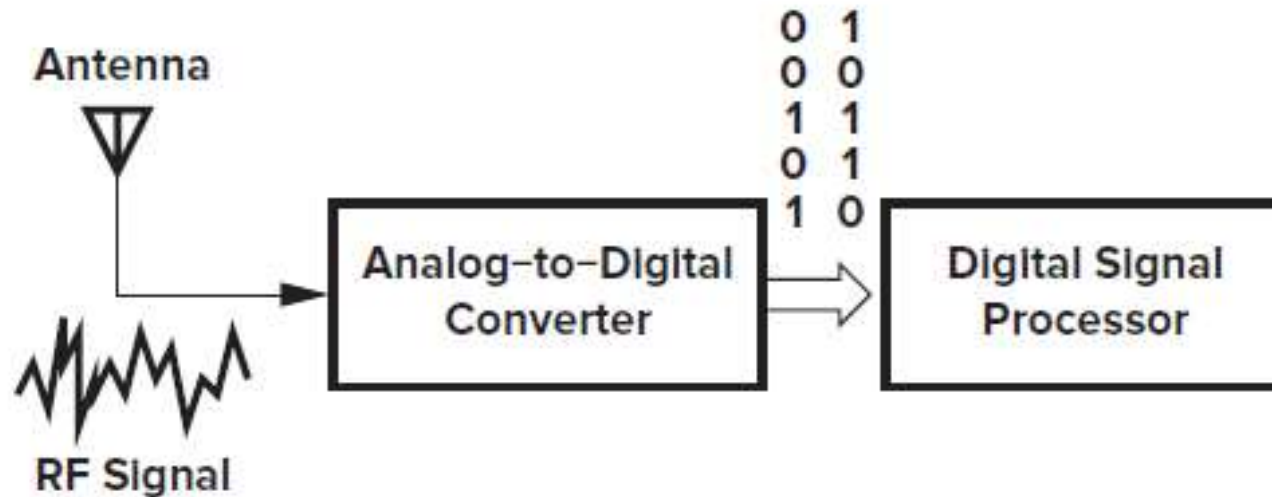 Antenna
RF Signal
Analog-to-Digital
Converter
0 1
0 0
1 1
0 1
1 0
Digital Signal
Processor